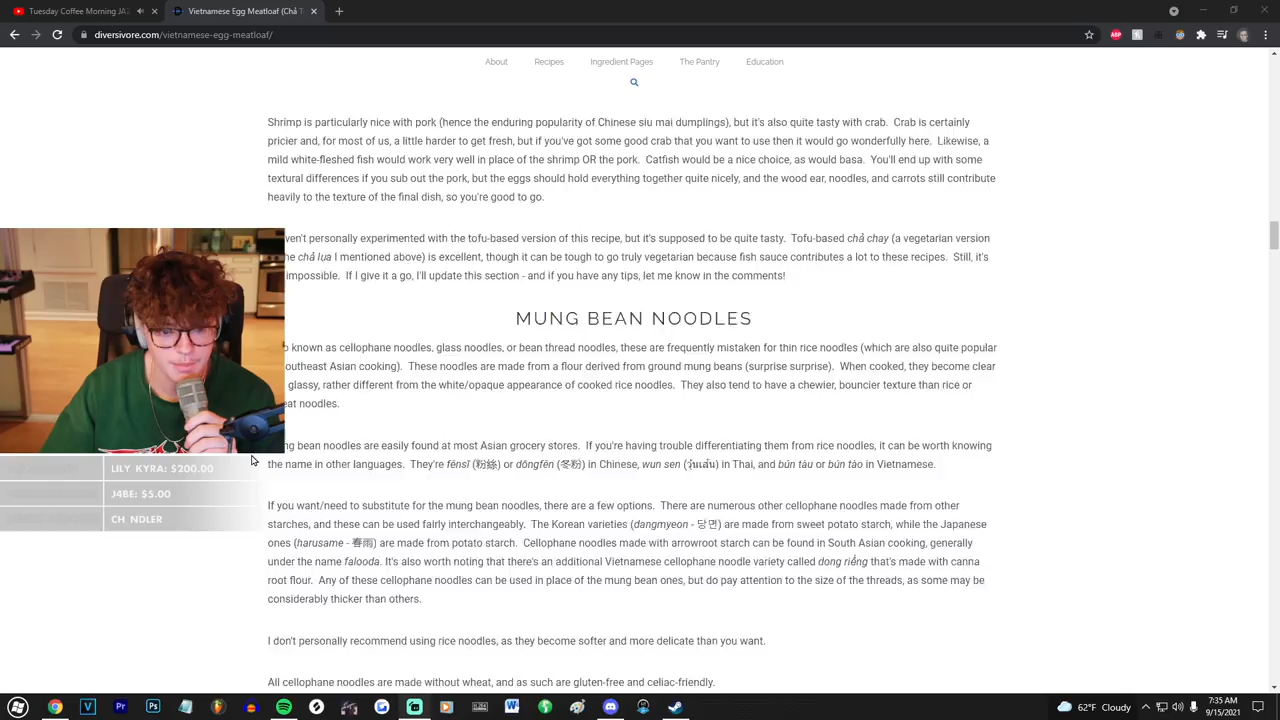 Tuesday Coffee JAZZ
Vietnamese Egg Meatloaf (Chả T
diversivore.com/vietnamese-egg-meatloaf/
About Recipes Ingredient Pages The Pantry Education
Shrimp is particularly nice with pork (hence the enduring popularity of Chinese siu mai dumplings), but it's also quite tasty with crab. Crab is certainly
pricier and, for most of us, a little harder to get fresh, but if you've got some good crab that you want to use then it would go wonderfully here. Likewise, a
mild white-fleshed fish would work very well in place of the shrimp OR the pork. Catfish would be a nice choice, as would basa. You'll end up with some
textural differences if you sub out the pork, but the eggs should hold everything together quite nicely, and the wood ear, noodles, and carrots still contribute
heavily to the texture of the final dish, so you're good to go.
ven't personally experimented with the tofu-based version of this recipe, but it's supposed to be quite tasty. Tofu-based chả chay (a vegetarian version
ne chả lụa I mentioned above) is excellent, though it can be tough to go truly vegetarian because fish sauce contributes a lot to these recipes. Still, it's
impossible. If I give it a go, I'll update this section - and if you have any tips, let me know in the comments!
MUNG BEAN NOODLES
o known as cellophane noodles, glass noodles, or bean thread noodles, these are frequently mistaken for thin rice noodles (which are also quite popular
outheast Asian cooking). These noodles are made from a flour derived from ground mung beans (surprise surprise). When cooked, they become clear
glassy, rather different from the white/opaque appearance of cooked rice noodles. They also tend to have a chewier, bouncier texture than rice or
eat noodles.
ng bean noodles are easily found at most Asian grocery stores. If you're having trouble differentiating them from rice noodles, it can be worth knowing
the name in other languages. They're fěnsī (粉絲) or dōngfěn (冬粉) in Chinese, wun sen (วุ้นเส้น) in Thai, and bún tàu or bún tào in Vietnamese.
If you want/need to substitute for the mung bean noodles, there are a few options. There are numerous other cellophane noodles made from other
starches, and these can be used fairly interchangeably. The Korean varieties (dangmyeon - 당면) are made from sweet potato starch, while the Japanese
ones (harusame - 春雨) are made from potato starch. Cellophane noodles made with arrowroot starch can be found in South Asian cooking, generally
under the name falooda. It's also worth noting that there's an additional Vietnamese cellophane noodle variety called dong riềng that's made with canna
root flour. Any of these cellophane noodles can be used in place of the mung bean ones, but do pay attention to the size of the threads, as some may be
considerably thicker than others.
I don't personally recommend using rice noodles, as they become softer and more delicate than you want.
All cellophane noodles are made without wheat, and as such are gluten-free and celiac-friendly.
LILY KYRA: $200.00
J4BE: $5.00
CH NDLER
62°F Cloudy
7:35 AM
9/15/2021